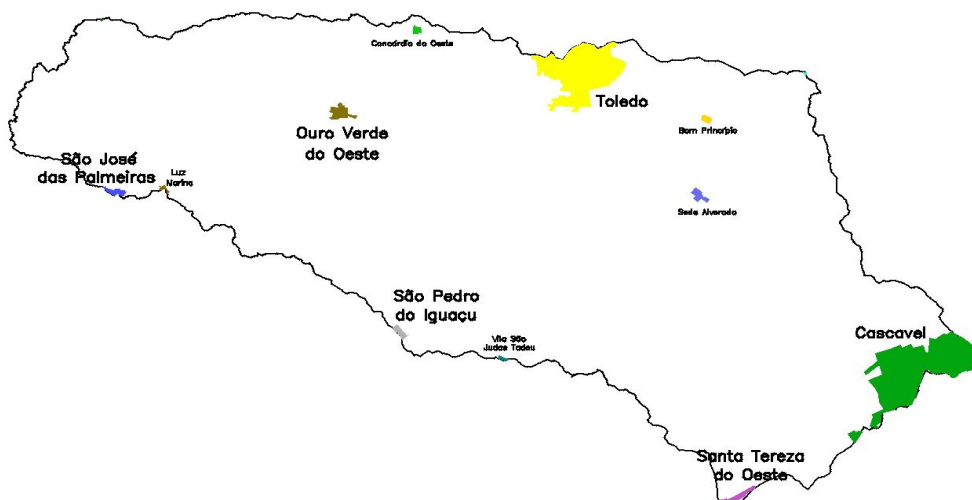 Concórdia do Oeste
Toledo
Ouro Verde
do Oeste
Bom Princípio
São José
das Palmeiras
Luz
Marina
Sede Alvorada
São Pedro
do Iguaçu
Vila São
Judas Tadeu
Cascavel
Santa Tereza
do Oeste